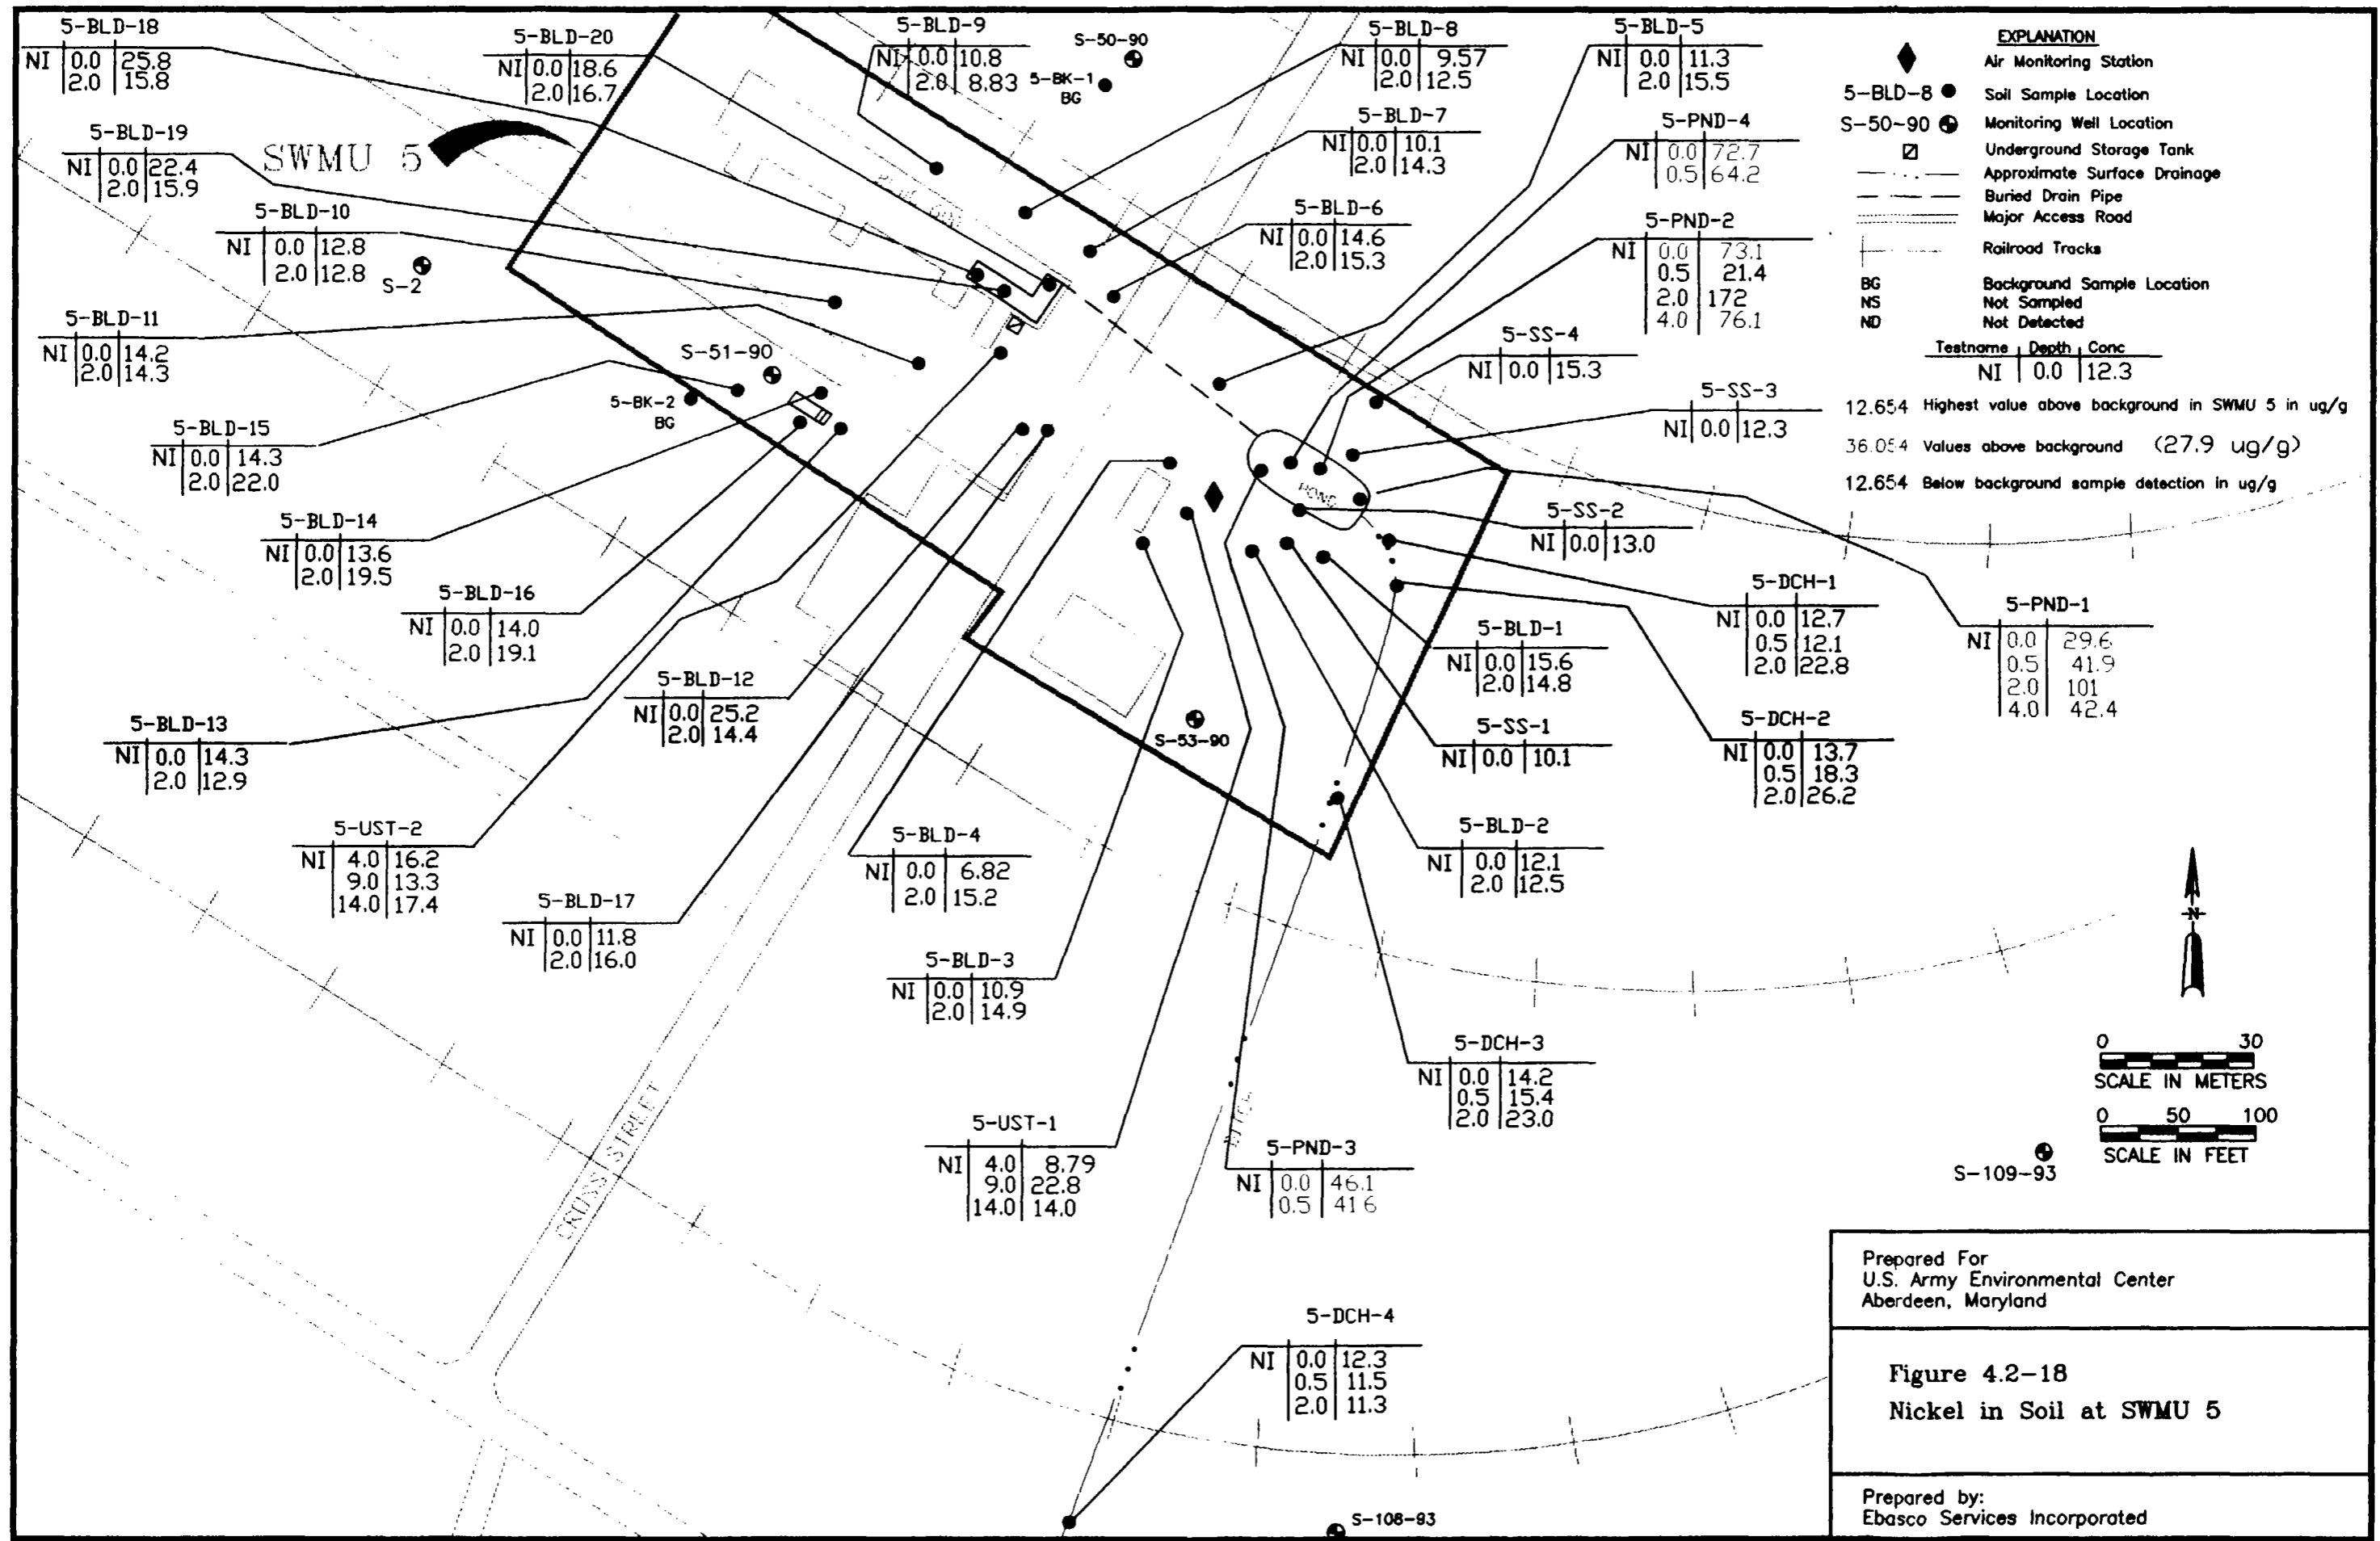 5-BLD-18
NI 0.0 25.8
2.0 15.8
5-BLD-20
NI 0.0 18.6
2.0 16.7
5-BLD-9
NI 0.0 10.8
2.0 8.83
S-50-90
5-BK-1
BG
5-BLD-8
NI 0.0 9.57
2.0 12.5
5-BLD-5
NI 0.0 11.3
2.0 15.5
5-BLD-19
NI 0.0 22.4
2.0 15.9
SWMU 5
5-BLD-7
NI 0.0 10.1
2.0 14.3
5-PND-4
NI 0.0 72.7
0.5 64.2
5-BLD-10
NI 0.0 12.8
2.0 12.8
S-2
5-BLD-6
NI 0.0 14.6
2.0 15.3
5-PND-2
NI 0.0 73.1
0.5 21.4
2.0 172
4.0 76.1
5-BLD-11
NI 0.0 14.2
2.0 14.3
S-51-90
5-BK-2
BG
5-SS-4
NI 0.0 15.3
5-SS-3
NI 0.0 12.3
5-BLD-15
NI 0.0 14.3
2.0 22.0
POND
5-BLD-14
NI 0.0 13.6
2.0 19.5
5-SS-2
NI 0.0 13.0
5-BLD-16
NI 0.0 14.0
2.0 19.1
5-DCH-1
NI 0.0 12.7
0.5 12.1
2.0 22.8
5-PND-1
NI 0.0 29.6
0.5 41.9
2.0 101
4.0 42.4
5-BLD-1
NI 0.0 15.6
2.0 14.8
5-BLD-12
NI 0.0 25.2
2.0 14.4
5-BLD-13
NI 0.0 14.3
2.0 12.9
S-53-90
5-SS-1
NI 0.0 10.1
5-DCH-2
NI 0.0 13.7
0.5 18.3
2.0 26.2
5-UST-2
NI 4.0 16.2
9.0 13.3
14.0 17.4
5-BLD-4
NI 0.0 6.82
2.0 15.2
5-BLD-2
NI 0.0 12.1
2.0 12.5
5-BLD-17
NI 0.0 11.8
2.0 16.0
5-BLD-3
NI 0.0 10.9
2.0 14.9
5-DCH-3
NI 0.0 14.2
0.5 15.4
2.0 23.0
CROSS STREET
5-UST-1
NI 4.0 8.79
9.0 22.8
14.0 14.0
DITCH
5-PND-3
NI 0.0 46.1
0.5 41 6
5-DCH-4
NI 0.0 12.3
0.5 11.5
2.0 11.3
S-108-93
EXPLANATION
Air Monitoring Station
5-BLD-8 Soil Sample Location
S-50-90 Monitoring Well Location
Underground Storage Tank
Approximate Surface Drainage
Buried Drain Pipe
Major Access Road
Railroad Tracks
BG Background Sample Location
NS Not Sampled
ND Not Detected
Testname Depth Conc
NI 0.0 12.3
12.654 Highest value above background in SWMU 5 in ug/g
36.054 Values above background (27.9 ug/g)
12.654 Below background sample detection in ug/g
N
0 30
SCALE IN METERS
0 50 100
SCALE IN FEET
S-109-93
Prepared For
U.S. Army Environmental Center
Aberdeen, Maryland
Figure 4.2-18
Nickel in Soil at SWMU 5
Prepared by:
Ebasco Services Incorporated